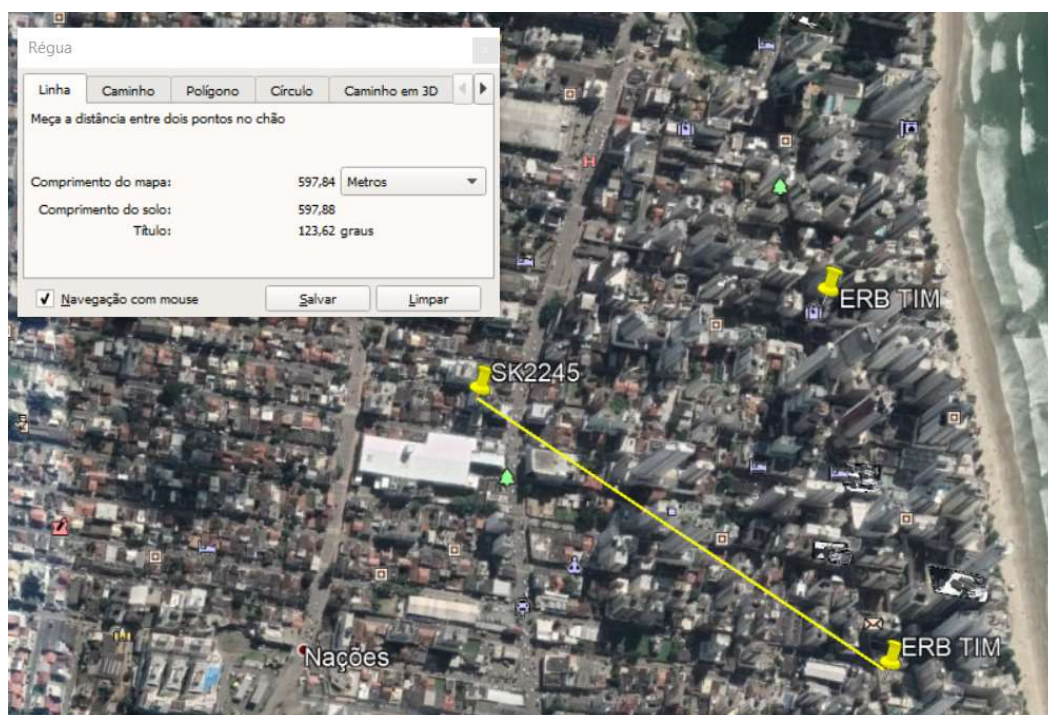 Régua
Linha
Caminho
Polígono
Círculo
Caminho em 3D
Meça a distância entre dois pontos no chão
Comprimento do mapa: 597,84 Metros
Comprimento do solo: 597,88
Título: 123,62 graus
Navegação com mouse
Salvar
Limpar
H
ERB TIM
SK2245
ERB TIM
Nações